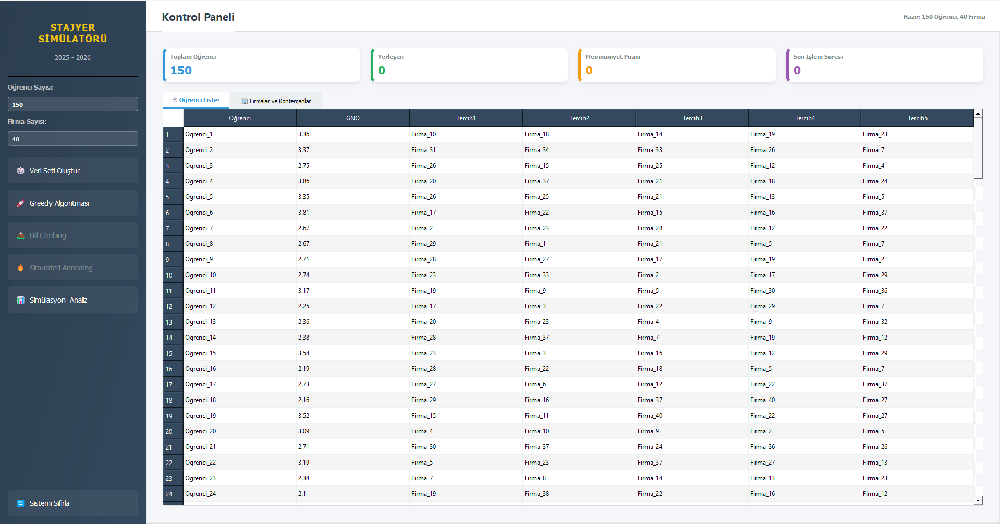 STAJYER
SİMÜLATÖRÜ
2025 - 2026
Öğrenci Sayısı:
150
Firma Sayısı:
40
Veri Seti Oluştur
Greedy Algoritması
Hill Climbing
Simulated Annealing
Simülasyon Analiz
Sistemi Sıfırla
Kontrol Paneli
Hazır: 150 Öğrenci, 40 Firma
Toplam Öğrenci
150
Yerleşen
0
Memnuniyet Puanı
0
Son İşlem Süresi
0
Öğrenci Listes
Firmalar ve Kontenjanlar
Öğrenci GNO Tercih1 Tercih2 Tercih3 Tercih4 Tercih5
1 Ogrenci_1 3.36 Firma_10 Firma_18 Firma_14 Firma_19 Firma_23
2 Ogrenci_2 3.37 Firma_31 Firma_34 Firma_33 Firma_26 Firma_7
3 Ogrenci_3 2.75 Firma_26 Firma_15 Firma_25 Firma_12 Firma_4
4 Ogrenci_4 3.86 Firma_20 Firma_37 Firma_21 Firma_18 Firma_24
5 Ogrenci_5 3.35 Firma_26 Firma_25 Firma_21 Firma_13 Firma_5
6 Ogrenci_6 3.81 Firma_17 Firma_22 Firma_15 Firma_16 Firma_37
7 Ogrenci_7 2.67 Firma_2 Firma_23 Firma_28 Firma_12 Firma_22
8 Ogrenci_8 2.67 Firma_29 Firma_1 Firma_21 Firma_5 Firma_7
9 Ogrenci_9 2.71 Firma_28 Firma_27 Firma_17 Firma_19 Firma_2
10 Ogrenci_10 2.74 Firma_23 Firma_33 Firma_2 Firma_17 Firma_29
11 Ogrenci_11 3.17 Firma_19 Firma_9 Firma_5 Firma_30 Firma_36
12 Ogrenci_12 2.25 Firma_17 Firma_3 Firma_22 Firma_29 Firma_7
13 Ogrenci_13 2.36 Firma_20 Firma_23 Firma_4 Firma_9 Firma_32
14 Ogrenci_14 2.38 Firma_28 Firma_37 Firma_7 Firma_19 Firma_12
15 Ogrenci_15 3.54 Firma_23 Firma_3 Firma_16 Firma_12 Firma_29
16 Ogrenci_16 2.19 Firma_28 Firma_22 Firma_18 Firma_5 Firma_7
17 Ogrenci_17 2.73 Firma_27 Firma_6 Firma_12 Firma_22 Firma_37
18 Ogrenci_18 2.16 Firma_29 Firma_16 Firma_37 Firma_40 Firma_27
19 Ogrenci_19 3.52 Firma_15 Firma_11 Firma_40 Firma_22 Firma_27
20 Ogrenci_20 3.09 Firma_4 Firma_10 Firma_9 Firma_2 Firma_5
21 Ogrenci_21 2.71 Firma_30 Firma_37 Firma_24 Firma_36 Firma_26
22 Ogrenci_22 3.19 Firma_5 Firma_23 Firma_37 Firma_27 Firma_13
23 Ogrenci_23 2.34 Firma_7 Firma_8 Firma_14 Firma_13 Firma_23
24 Ogrenci_24 2.1 Firma_19 Firma_38 Firma_22 Firma_16 Firma_12